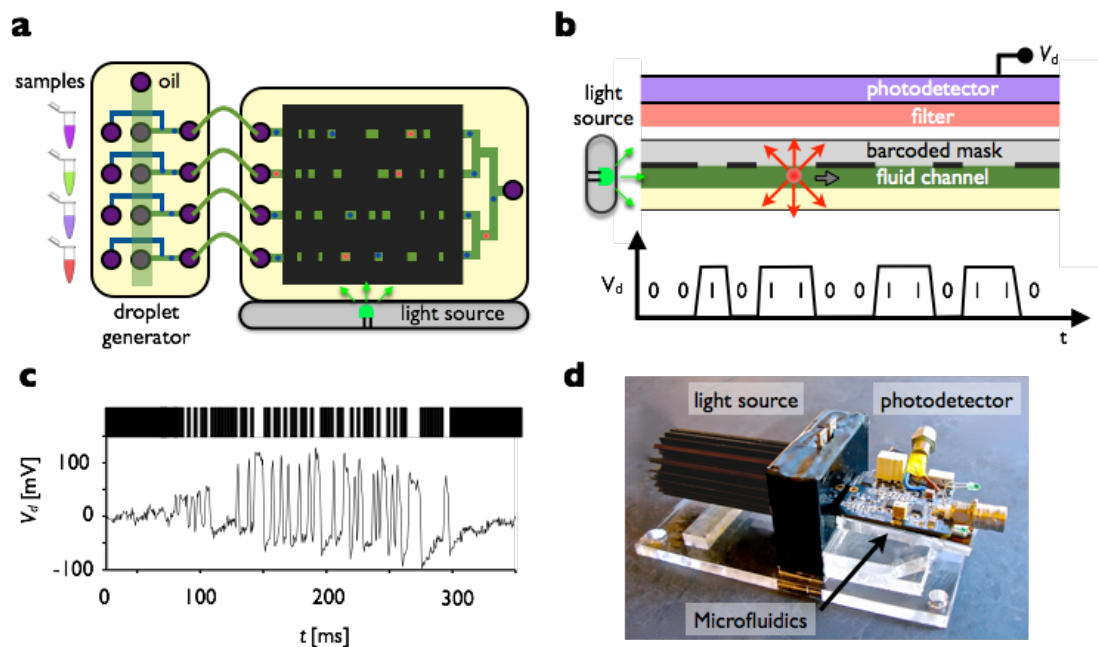 a
samples
oil
droplet
generator
light source
b
V_d
light
source
photodetector
filter
barcoded mask
fluid channel
V_d
0 0 1 0 1 1 0 0 1 1 0 1 1 0
t
c
V_d [mV]
100
0
-100
0
100
200
300
t [ms]
d
light source
photodetector
Microfluidics